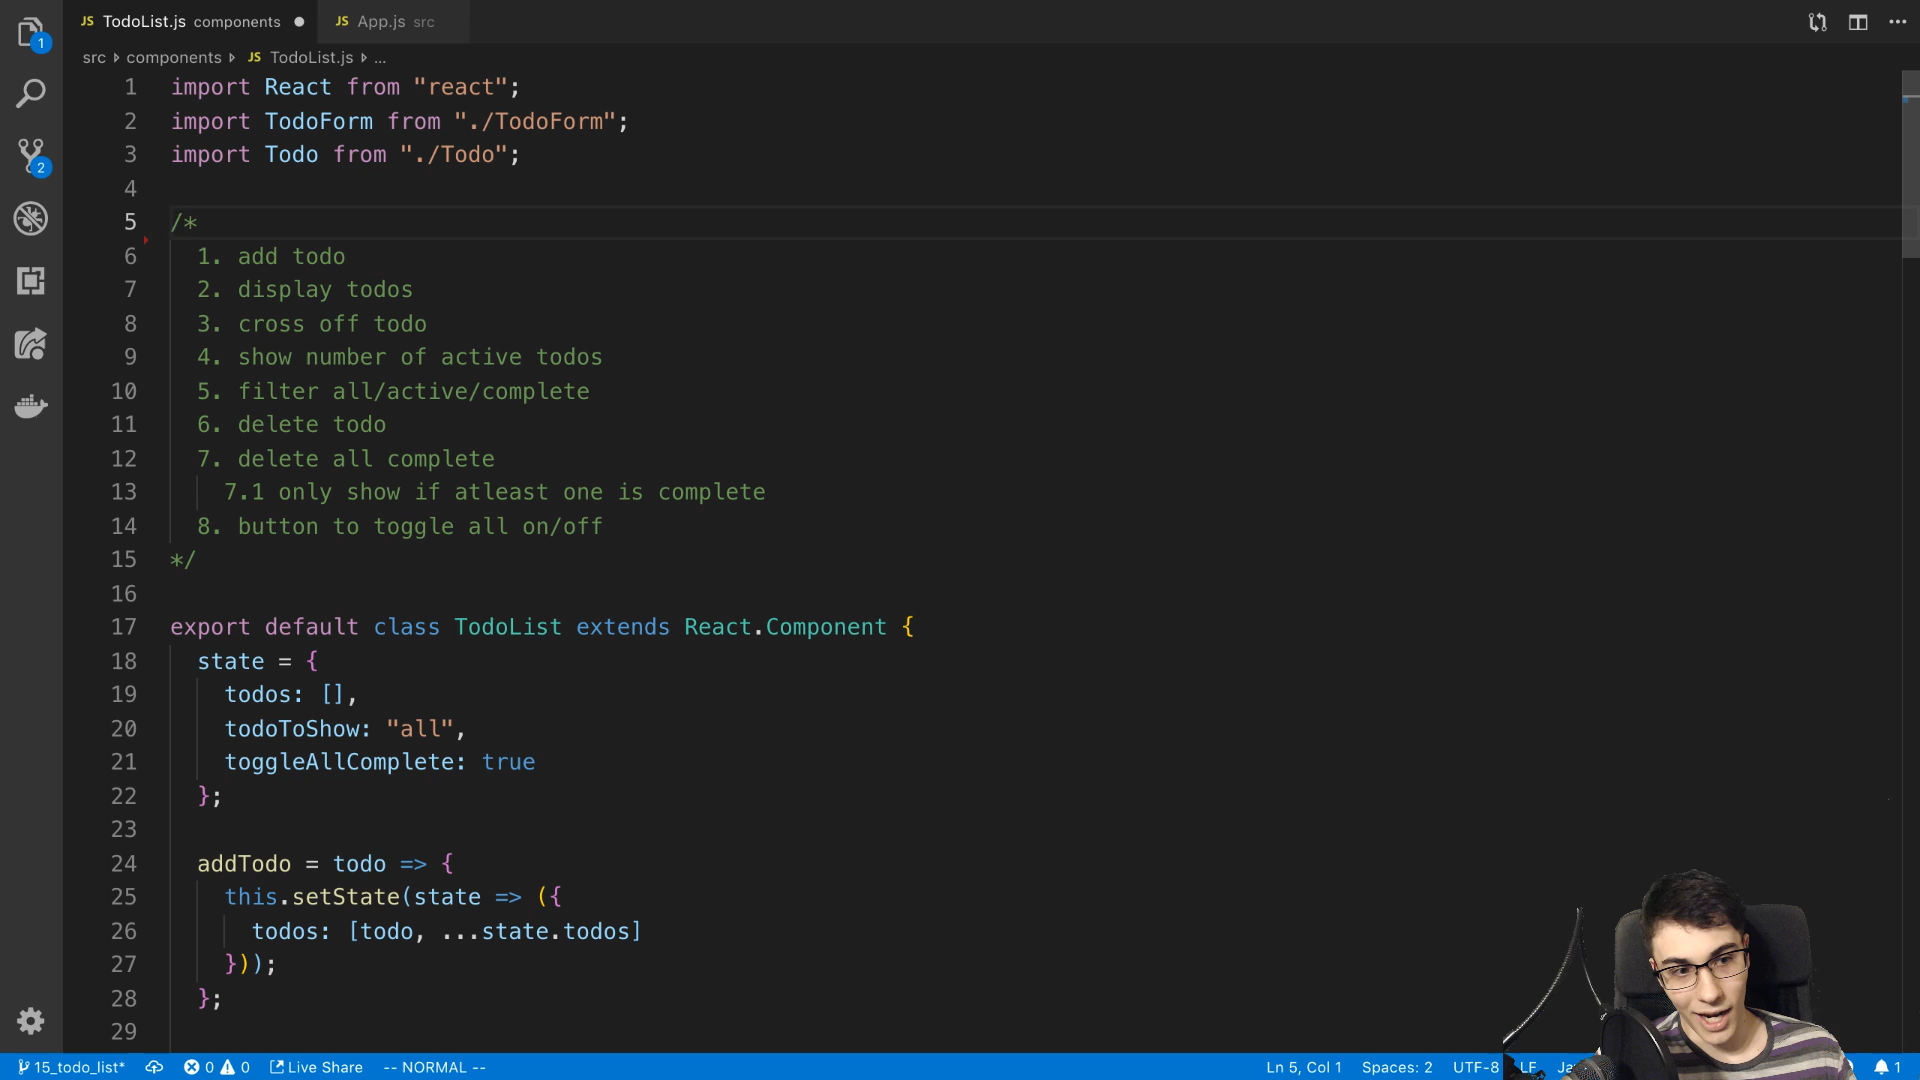 JS TodoList.js components ●
JS App.js src
src components JS TodoList.js ...
1 import React from "react";
2 import TodoForm from "./TodoForm";
3 import Todo from "./Todo";
4
5 /*
6 1. add todo
7 2. display todos
8 3. cross off todo
9 4. show number of active todos
10 5. filter all/active/complete
11 6. delete todo
12 7. delete all complete
13 7.1 only show if atleast one is complete
14 8. button to toggle all on/off
15 */
16
17 export default class TodoList extends React.Component {
18 state = {
19 todos: [],
20 todoToShow: "all",
21 toggleAllComplete: true
22 };
23
24 addTodo = todo => {
25 this.setState(state => ({
26 todos: [todo, ...state.todos]
27 }));
28 };
29
1
2
15_todo_list* 0 0 Live Share -- NORMAL -- Ln 5, Col 1 Spaces: 2 UTF-8 LF 1